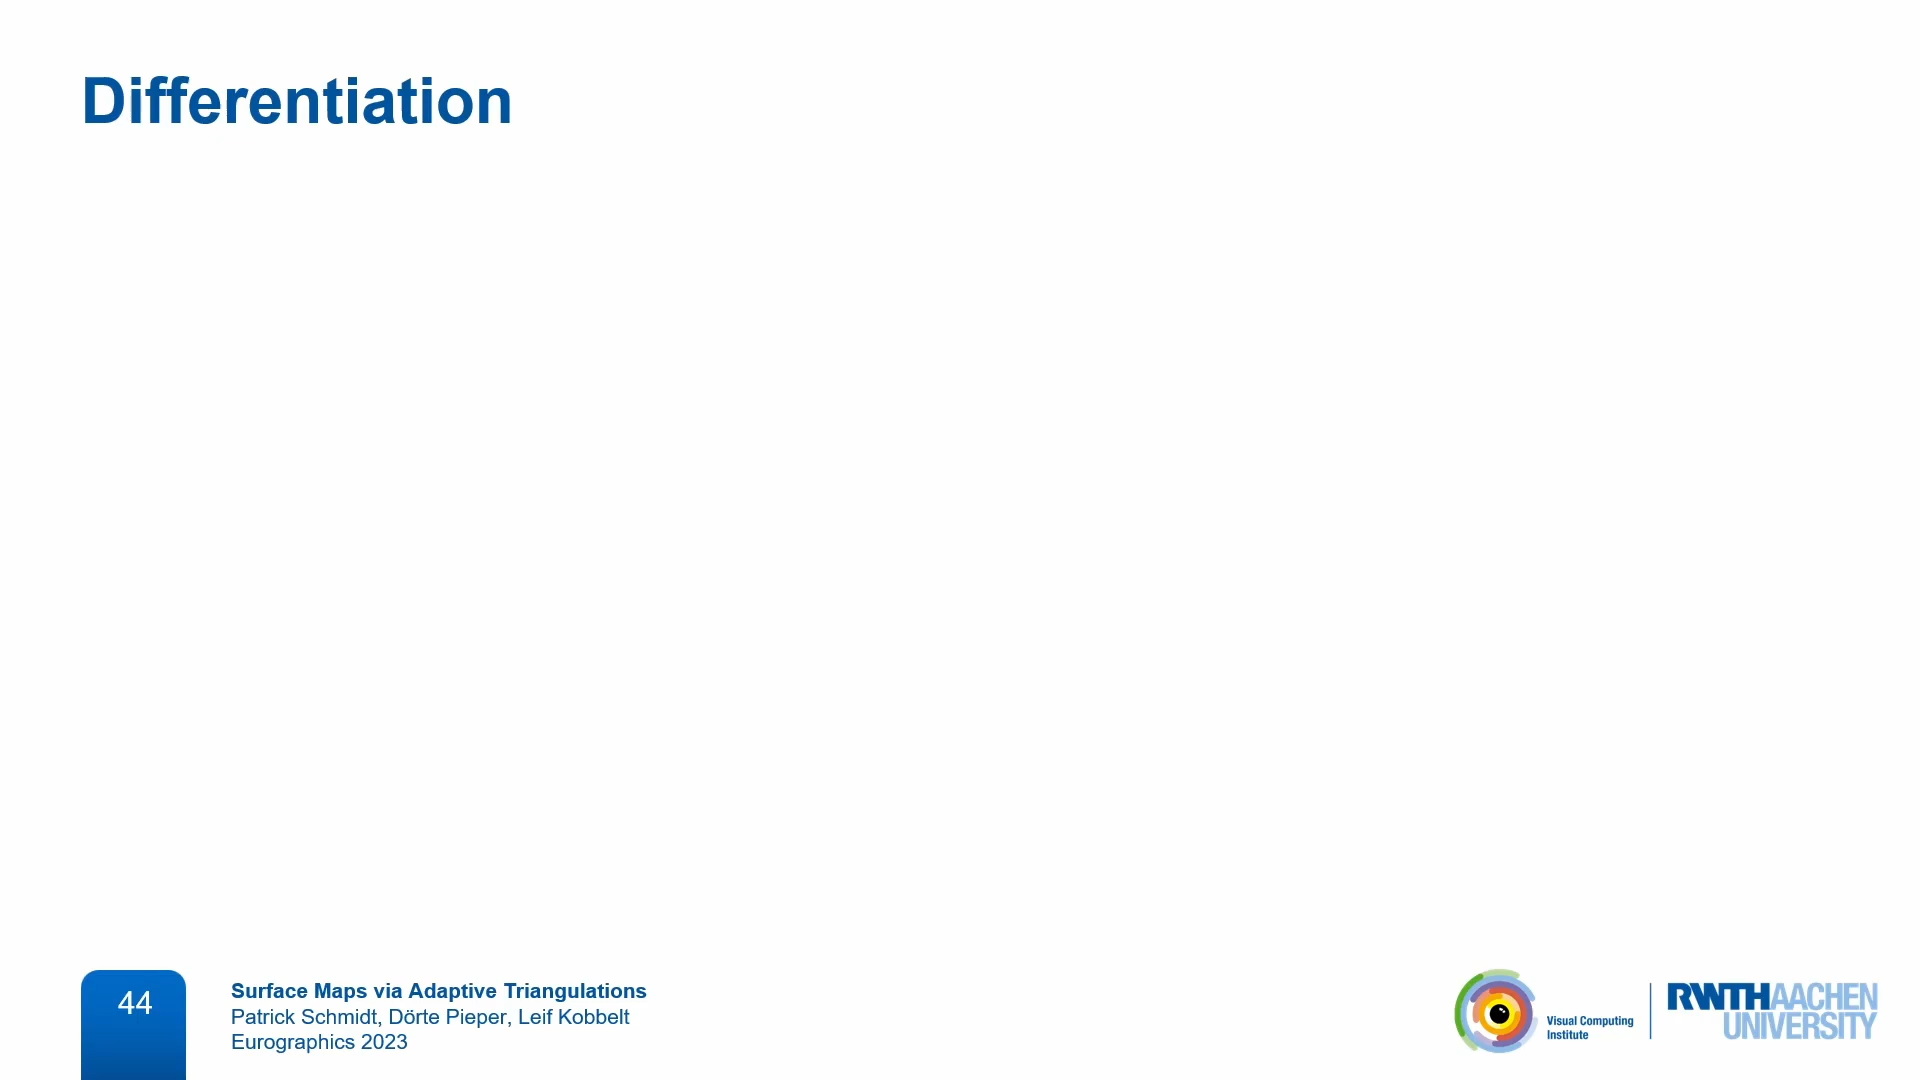 Differentiation
44
Surface Maps via Adaptive Triangulations
Patrick Schmidt, Dörte Pieper, Leif Kobbelt
Eurographics 2023
Visual Computing
Institute
RWTH AACHEN
UNIVERSITY